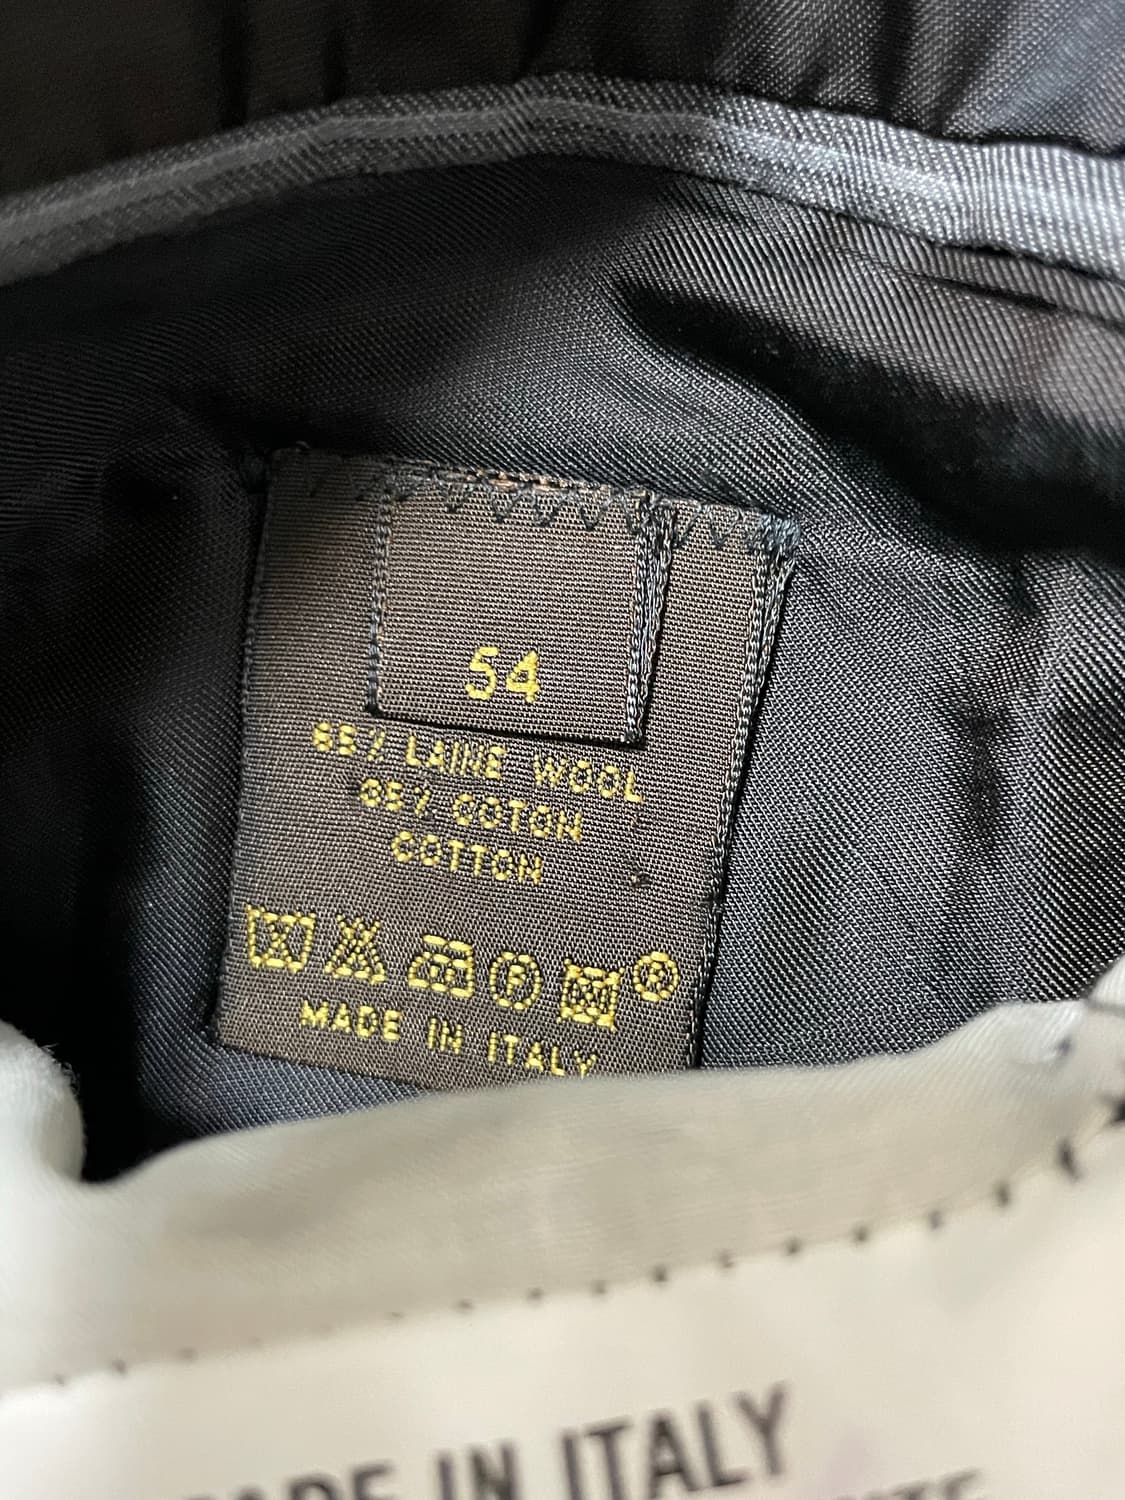 54
65% LAINE WOOL
35% COTON
COTTON
P ®
MADE IN ITALY
MADE IN ITALY